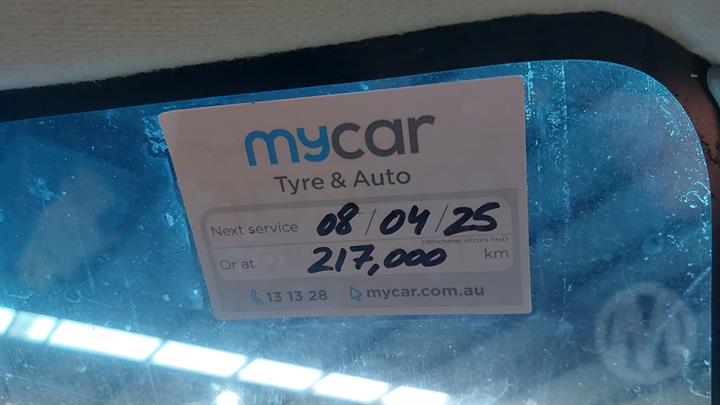 mycar
Tyre & Auto
Next service 08/04/25
(Whichever occurs first)
Or at 217,000 km
13 13 28 mycar.com.au
M